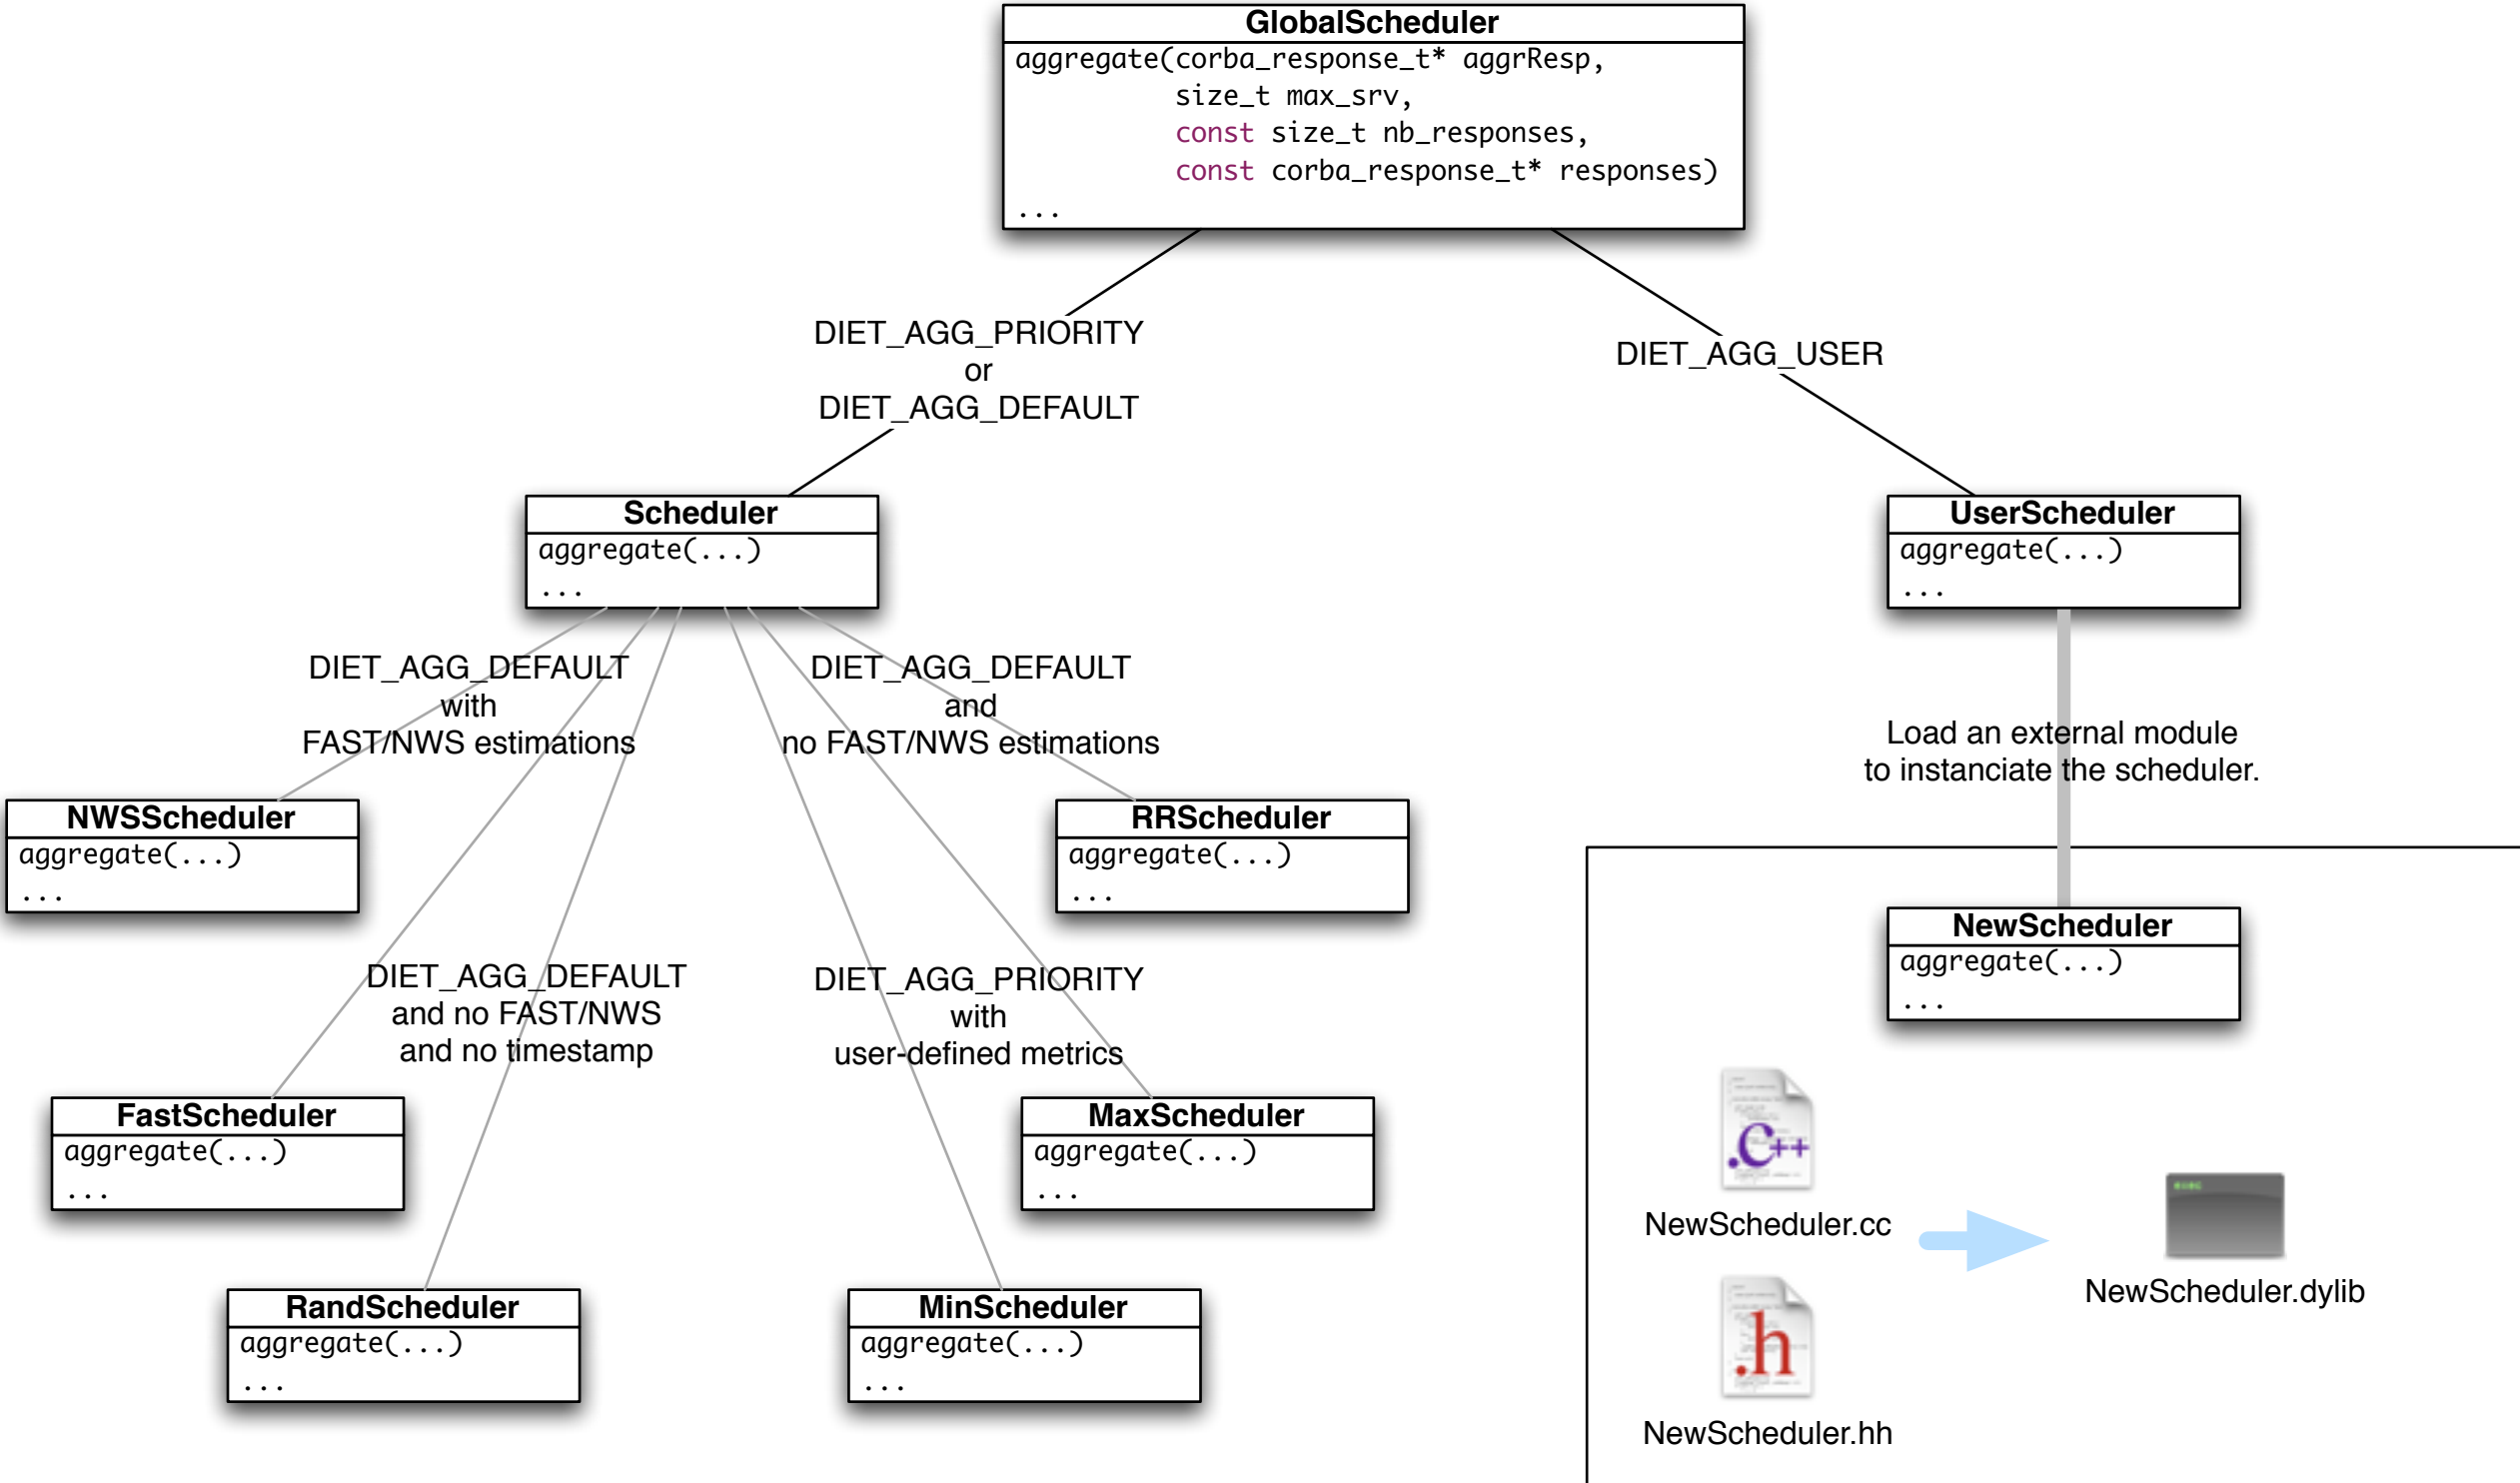 GlobalScheduler
aggregate(corba_response_t* aggrResp,
size_t max_srv,
const size_t nb_responses,
const corba_response_t* responses)
...
DIET_AGG_PRIORITY
or
DIET_AGG_DEFAULT
DIET_AGG_USER
Scheduler
aggregate(...)
...
UserScheduler
aggregate(...)
...
DIET_AGG_DEFAULT
with
FAST/NWS estimations
DIET_AGG_DEFAULT
and
no FAST/NWS estimations
Load an external module
to instanciate the scheduler.
NWSScheduler
aggregate(...)
...
RRScheduler
aggregate(...)
...
NewScheduler
aggregate(...)
...
DIET_AGG_DEFAULT
and no FAST/NWS
and no timestamp
DIET_AGG_PRIORITY
with
user-defined metrics
FastScheduler
aggregate(...)
...
MaxScheduler
aggregate(...)
...
RandScheduler
aggregate(...)
...
MinScheduler
aggregate(...)
...
.C++
NewScheduler.cc
exec
NewScheduler.dylib
.h
NewScheduler.hh